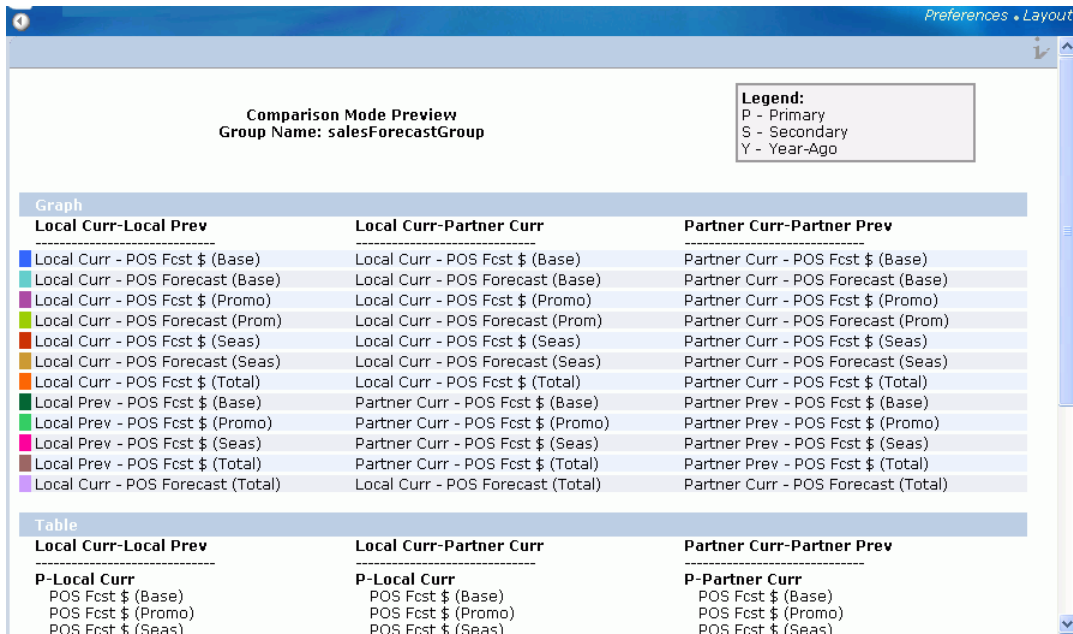 Preferences • Layout
Comparison Mode Preview
Group Name: salesForecastGroup
Legend:
P - Primary
S - Secondary
Y - Year-Ago
Graph
Local Curr-Local Prev Local Curr-Partner Curr Partner Curr-Partner Prev
------------------------------ ------------------------------ ------------------------------
Local Curr - POS Fcst $ (Base) Local Curr - POS Fcst $ (Base) Partner Curr - POS Fcst $ (Base)
Local Curr - POS Forecast (Base) Local Curr - POS Forecast (Base) Partner Curr - POS Forecast (Base)
Local Curr - POS Fcst $ (Promo) Local Curr - POS Fcst $ (Promo) Partner Curr - POS Fcst $ (Promo)
Local Curr - POS Forecast (Prom) Local Curr - POS Forecast (Prom) Partner Curr - POS Forecast (Prom)
Local Curr - POS Fcst $ (Seas) Local Curr - POS Fcst $ (Seas) Partner Curr - POS Fcst $ (Seas)
Local Curr - POS Forecast (Seas) Local Curr - POS Forecast (Seas) Partner Curr - POS Forecast (Seas)
Local Curr - POS Fcst $ (Total) Local Curr - POS Fcst $ (Total) Partner Curr - POS Fcst $ (Total)
Local Prev - POS Fcst $ (Base) Partner Curr - POS Fcst $ (Base) Partner Prev - POS Fcst $ (Base)
Local Prev - POS Fcst $ (Promo) Partner Curr - POS Fcst $ (Promo) Partner Prev - POS Fcst $ (Promo)
Local Prev - POS Fcst $ (Seas) Partner Curr - POS Fcst $ (Seas) Partner Prev - POS Fcst $ (Seas)
Local Prev - POS Fcst $ (Total) Partner Curr - POS Fcst $ (Total) Partner Prev - POS Fcst $ (Total)
Local Curr - POS Forecast (Total) Local Curr - POS Forecast (Total) Partner Curr - POS Forecast (Total)
Table
Local Curr-Local Prev Local Curr-Partner Curr Partner Curr-Partner Prev
------------------------------ ------------------------------ ------------------------------
P-Local Curr P-Local Curr P-Partner Curr
POS Fcst $ (Base) POS Fcst $ (Base) POS Fcst $ (Base)
POS Fcst $ (Promo) POS Fcst $ (Promo) POS Fcst $ (Promo)
POS Fcst $ (Seas) POS Fcst $ (Seas) POS Fcst $ (Seas)